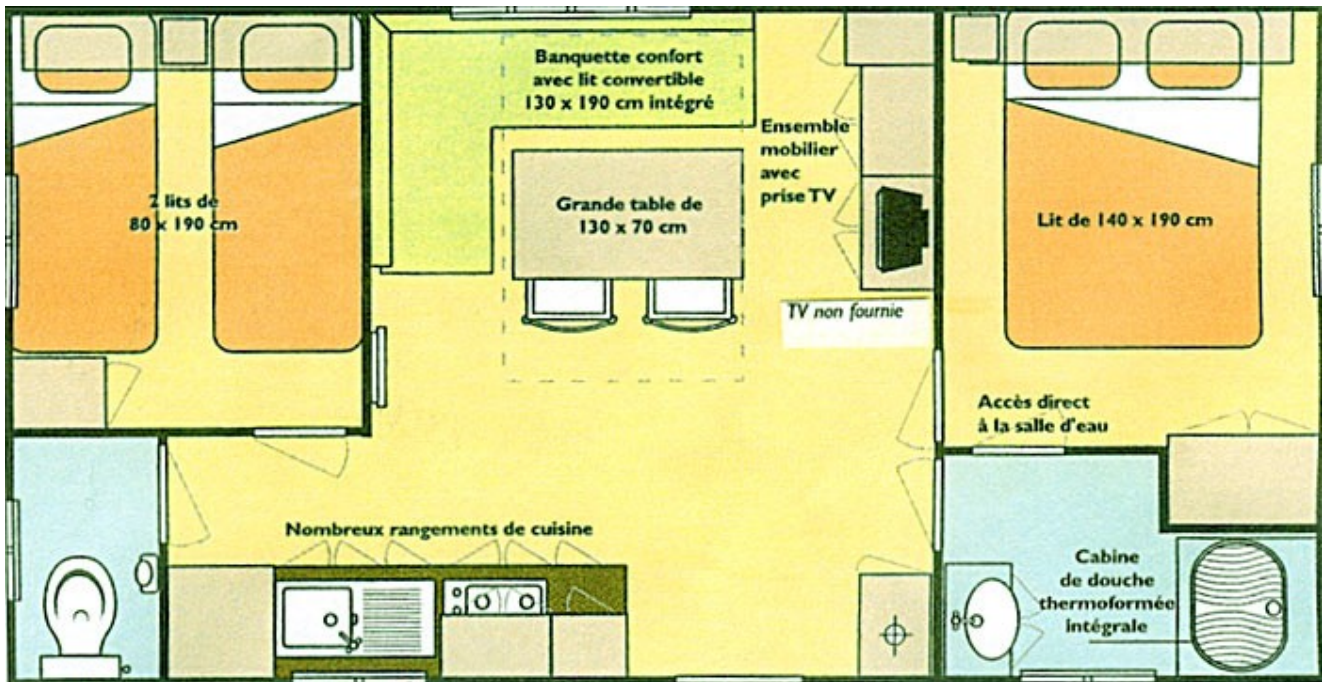 Banquette confort
avec lit convertible
130 x 190 cm intégré
Ensemble
mobilier
avec
prise TV
2 lits de
80 x 190 cm
Grande table de
130 x 70 cm
Lit de 140 x 190 cm
TV non fournie
Accès direct
à la salle d'eau
Nombreux rangements de cuisine
Cabine
de douche
thermoformée
intégrale